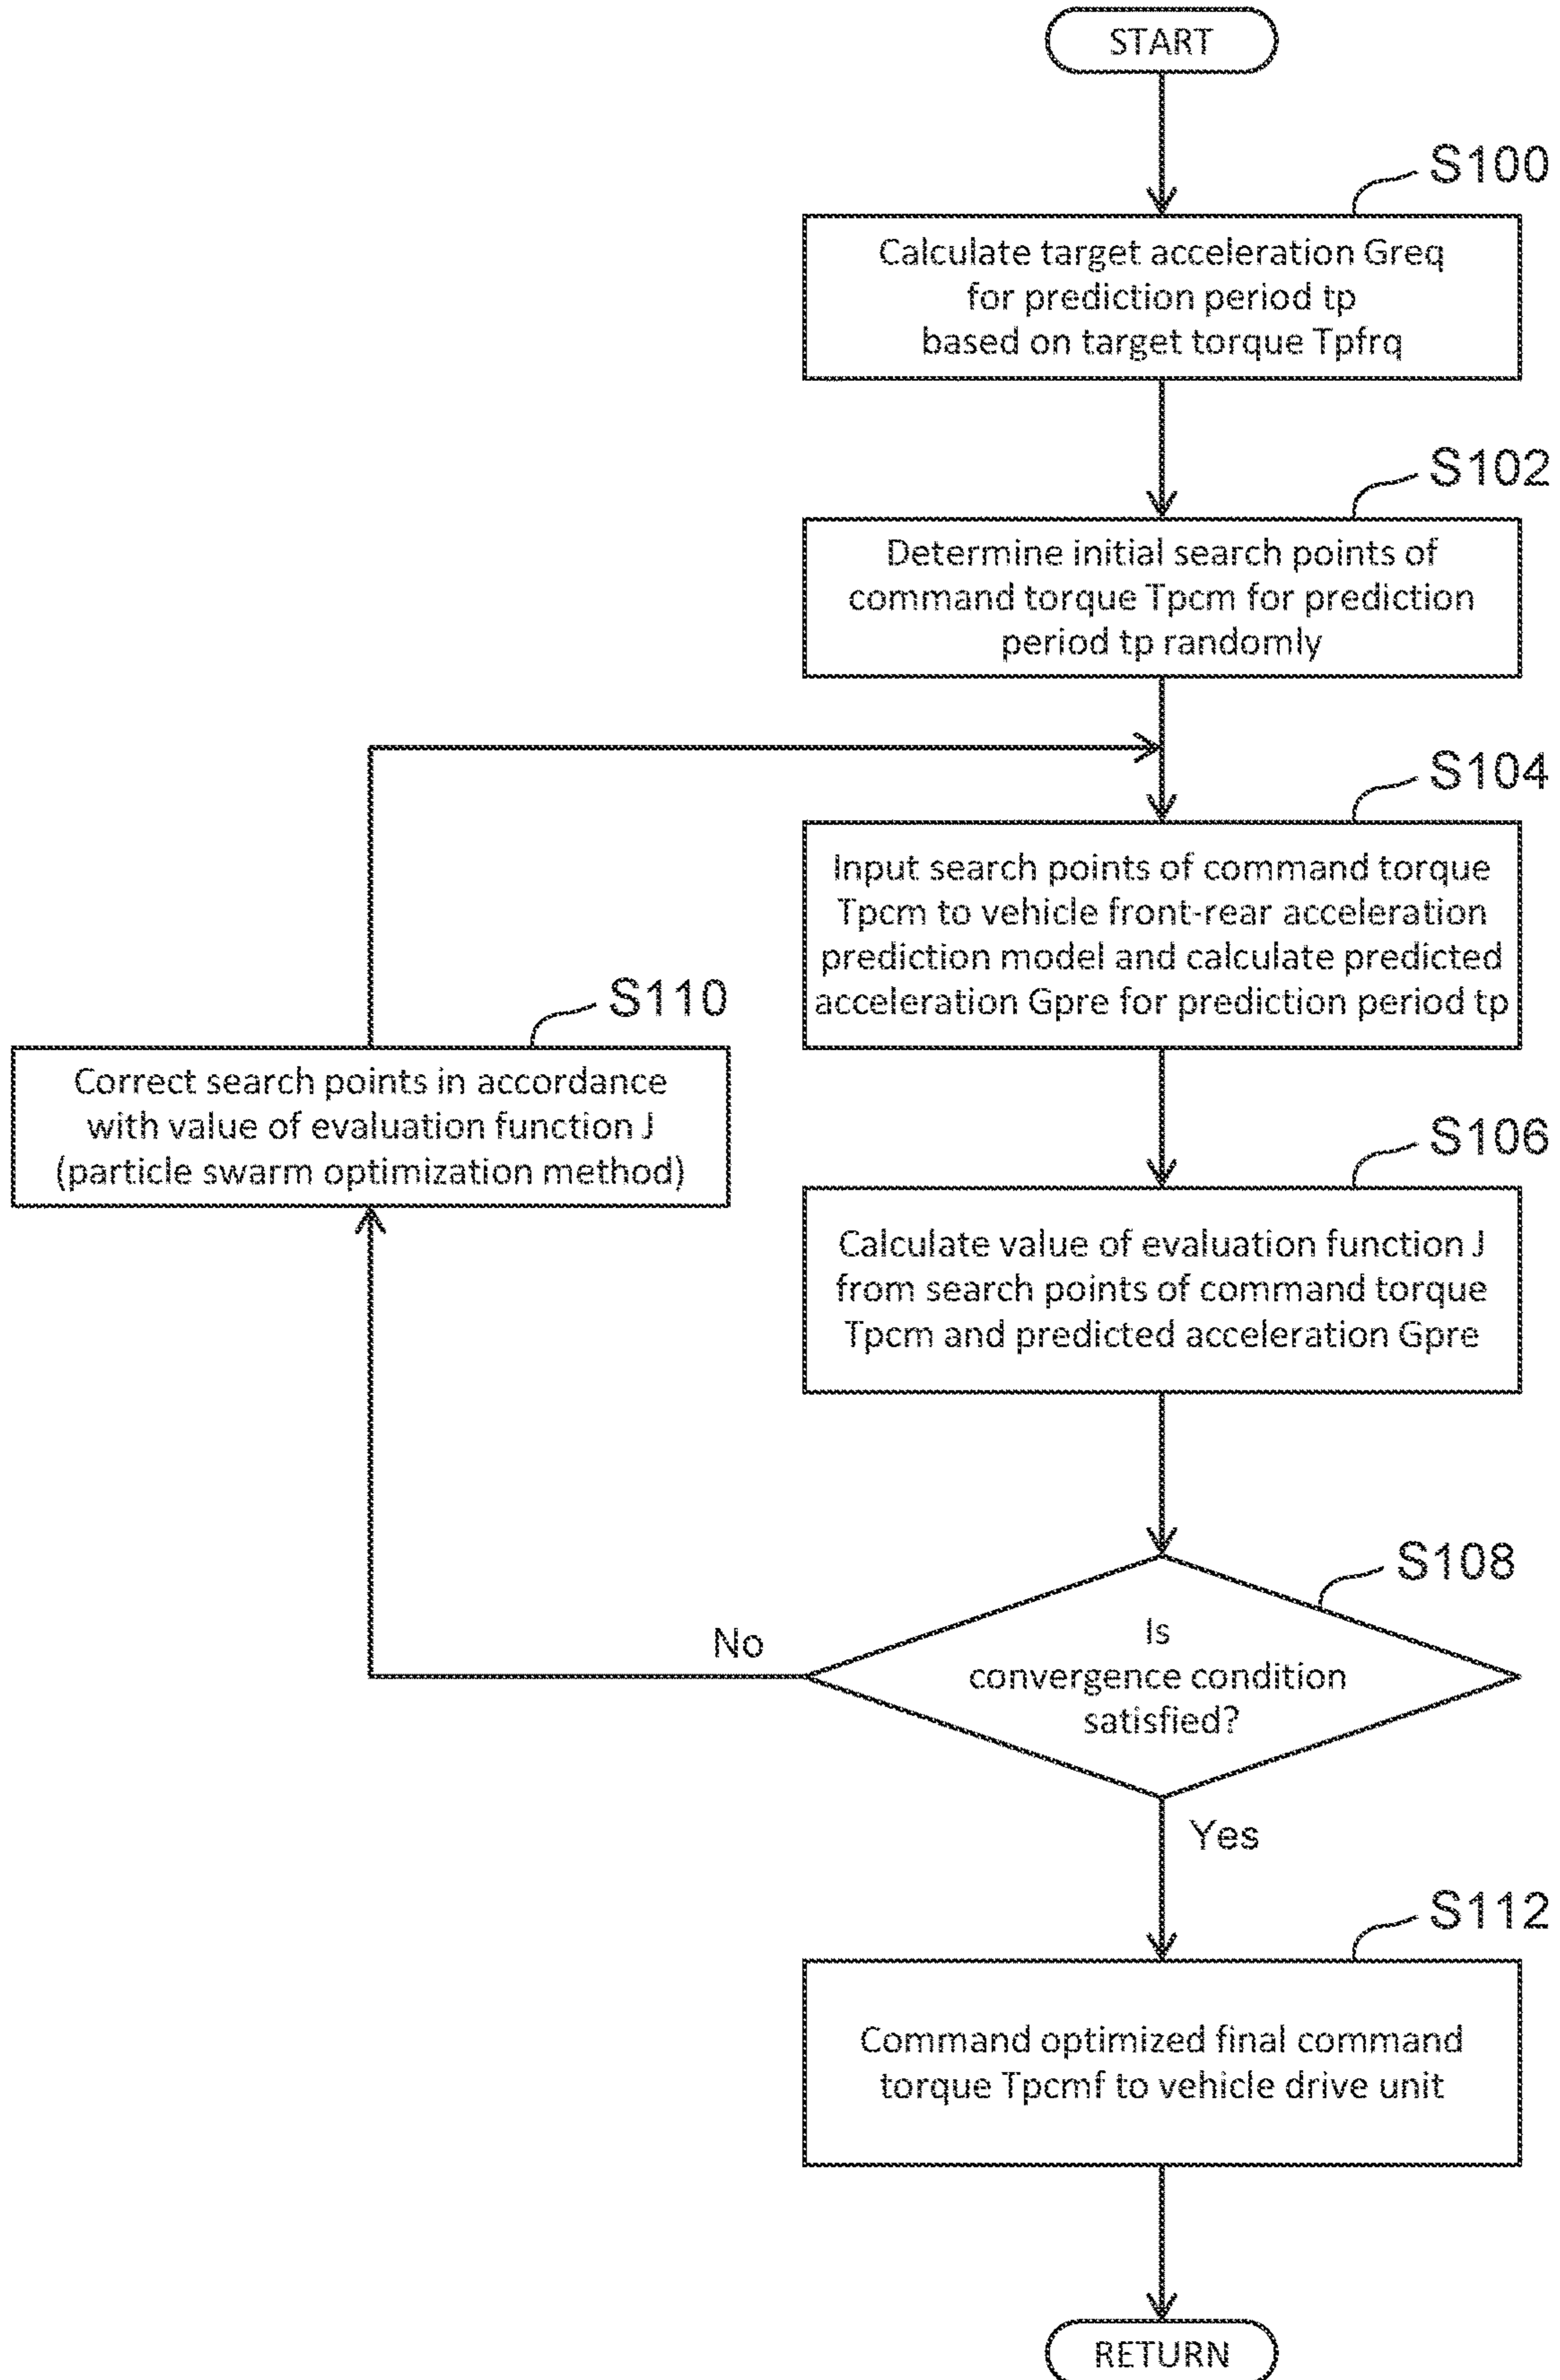 START
S100
Calculate target acceleration Greq
for prediction period tp
based on target torque Tpfrq
S102
Determine initial search points of
command torque Tpcm for prediction
period tp randomly
S104
Input search points of command torque
Tpcm to vehicle front-rear acceleration
prediction model and calculate predicted
acceleration Gpre for prediction period tp
S110
Correct search points in accordance
with value of evaluation function J
(particle swarm optimization method)
S106
Calculate value of evaluation function J
from search points of command torque
Tpcm and predicted acceleration Gpre
S108
Is
convergence condition
satisfied?
No
Yes
S112
Command optimized final command
torque Tpcmf to vehicle drive unit
RETURN